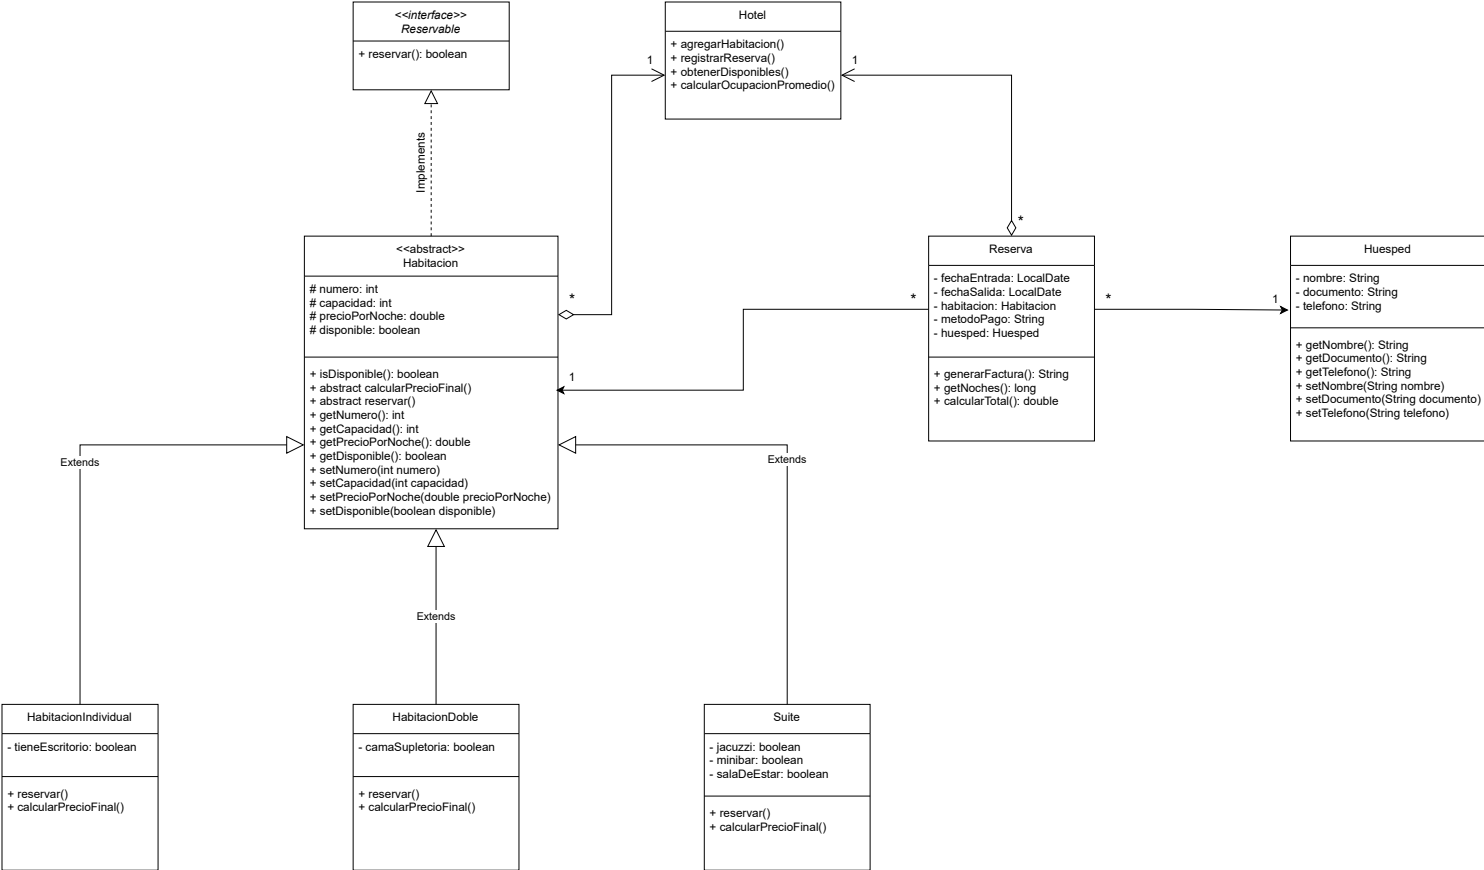 <<interface>>
Reservable
+ reservar(): boolean
Hotel
+ agregarHabitacion()
+ registrarReserva()
+ obtenerDisponibles()
+ calcularOcupacionPromedio()
1
1
Implements
*
<<abstract>>
Habitacion
# numero: int
# capacidad: int
# precioPorNoche: double
# disponible: boolean
+ isDisponible(): boolean
+ abstract calcularPrecioFinal()
+ abstract reservar()
+ getNumero(): int
+ getCapacidad(): int
+ getPrecioPorNoche(): double
+ getDisponible(): boolean
+ setNumero(int numero)
+ setCapacidad(int capacidad)
+ setPrecioPorNoche(double precioPorNoche)
+ setDisponible(boolean disponible)
*
1
*
Reserva
- fechaEntrada: LocalDate
- fechaSalida: LocalDate
- habitacion: Habitacion
- metodoPago: String
- huesped: Huesped
+ generarFactura(): String
+ getNoches(): long
+ calcularTotal(): double
*
1
Huesped
- nombre: String
- documento: String
- telefono: String
+ getNombre(): String
+ getDocumento(): String
+ getTelefono(): String
+ setNombre(String nombre)
+ setDocumento(String documento)
+ setTelefono(String telefono)
Extends
Extends
Extends
HabitacionIndividual
- tieneEscritorio: boolean
+ reservar()
+ calcularPrecioFinal()
HabitacionDoble
- camaSupletoria: boolean
+ reservar()
+ calcularPrecioFinal()
Suite
- jacuzzi: boolean
- minibar: boolean
- salaDeEstar: boolean
+ reservar()
+ calcularPrecioFinal()